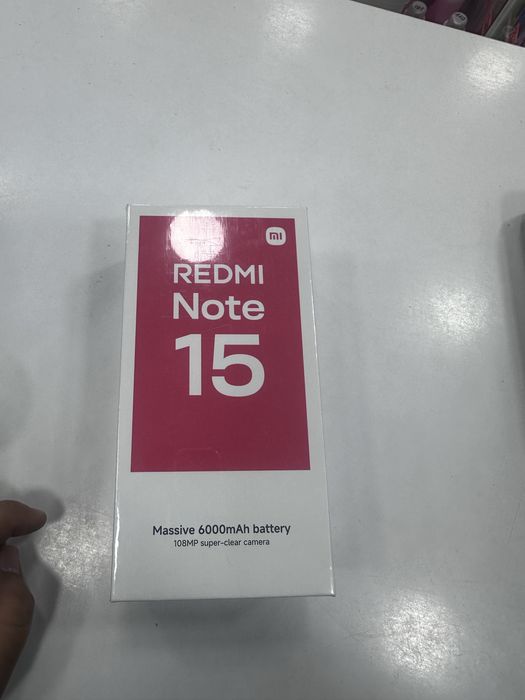 mi
REDMI
Note
15
Massive 6000mAh battery
108MP super-clear camera